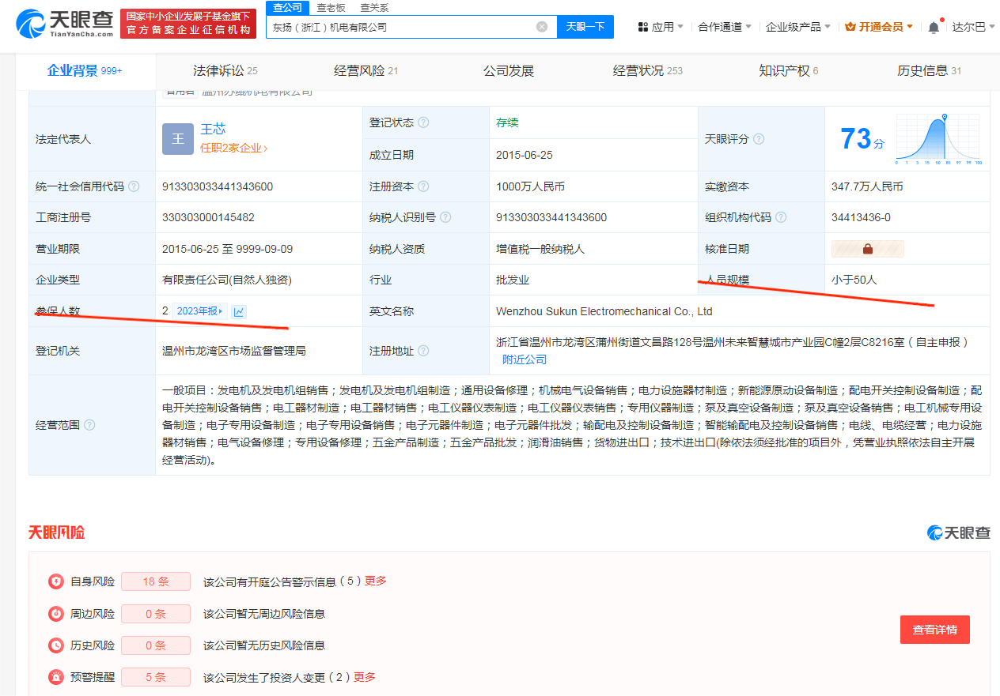 天眼查
TianYanCha.com
国家中小企业发展子基金旗下
官方备案企业征信机构
查公司 查老板 查关系
东扬（浙江）机电有限公司
天眼一下
应用 合作通道 企业级产品 开通会员 达尔巴
企业背景 999+ 法律诉讼 25 经营风险 21 公司发展 经营状况 253 知识产权 6 历史信息 31
曾用名 温州苏鲲机电有限公司
法定代表人 王 王芯 任职2家企业
登记状态 存续
成立日期 2015-06-25
天眼评分 73分
0 1 3 15 50 85 97 99 100
统一社会信用代码 913303033441343600 注册资本 1000万人民币 实缴资本 347.7万人民币
工商注册号 330303000145482 纳税人识别号 913303033441343600 组织机构代码 34413436-0
营业期限 2015-06-25 至 9999-09-09 纳税人资质 增值税一般纳税人 核准日期
企业类型 有限责任公司(自然人独资) 行业 批发业 人员规模 小于50人
参保人数 2 2023年报 英文名称 Wenzhou Sukun Electromechanical Co., Ltd
登记机关 温州市龙湾区市场监督管理局 注册地址 浙江省温州市龙湾区蒲州街道文昌路128号温州未来智慧城市产业园C幢2层C8216室（自主申报）
附近公司
经营范围
一般项目：发电机及发电机组销售；发电机及发电机组制造；通用设备修理；机械电气设备销售；电力设施器材制造；新能源原动设备制造；配电开关控制设备制造；配
电开关控制设备销售；电工器材制造；电工器材销售；电工仪器仪表制造；电工仪器仪表销售；专用仪器制造；泵及真空设备制造；泵及真空设备销售；电工机械专用设
备制造；电子专用设备制造；电子专用设备销售；电子元器件制造；电子元器件批发；输配电及控制设备制造；智能输配电及控制设备销售；电线、电缆经营；电力设施
器材销售；电气设备修理；专用设备修理；五金产品制造；五金产品批发；润滑油销售；货物进出口；技术进出口(除依法须经批准的项目外，凭营业执照依法自主开展
经营活动)。
天眼风险
天眼查
自身风险 18 条 该公司有开庭公告警示信息（5）更多
周边风险 0 条 该公司暂无周边风险信息
历史风险 0 条 该公司暂无历史风险信息
预警提醒 5 条 该公司发生了投资人变更（2）更多
查看详情